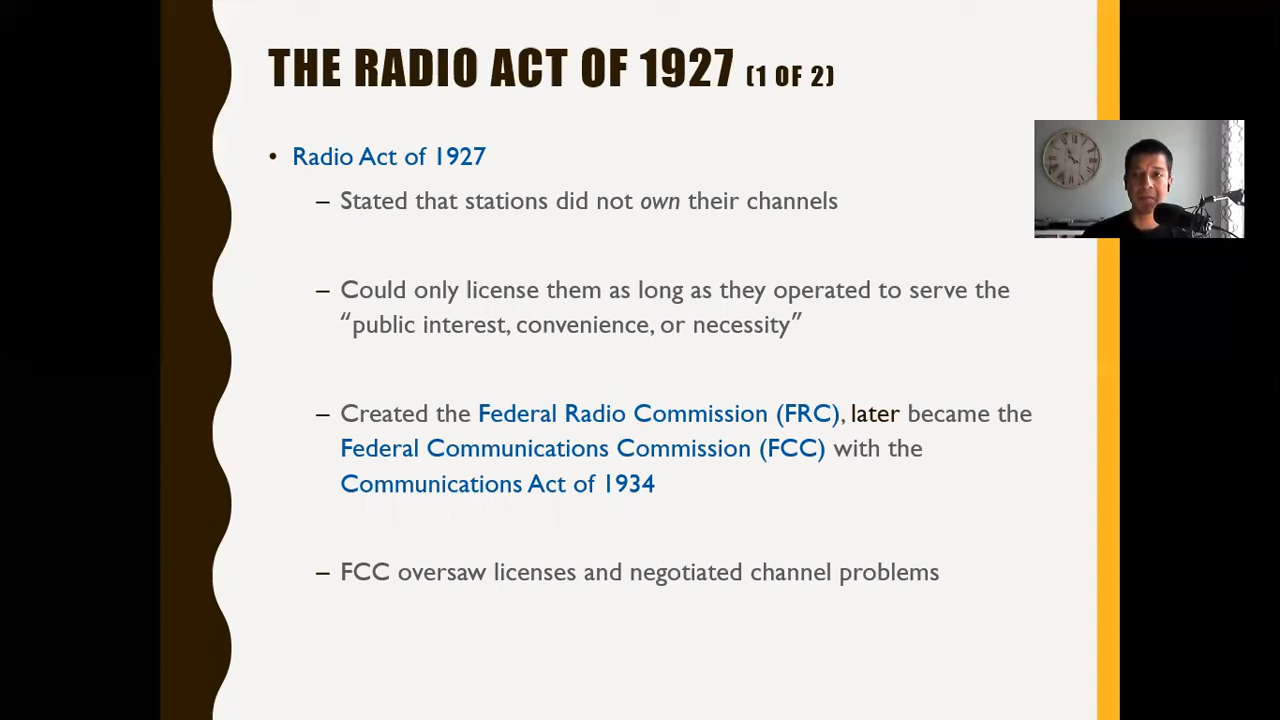 THE RADIO ACT OF 1927 (1 OF 2)
• Radio Act of 1927
– Stated that stations did not own their channels
– Could only license them as long as they operated to serve the
“public interest, convenience, or necessity”
– Created the Federal Radio Commission (FRC), later became the
Federal Communications Commission (FCC) with the
Communications Act of 1934
– FCC oversaw licenses and negotiated channel problems